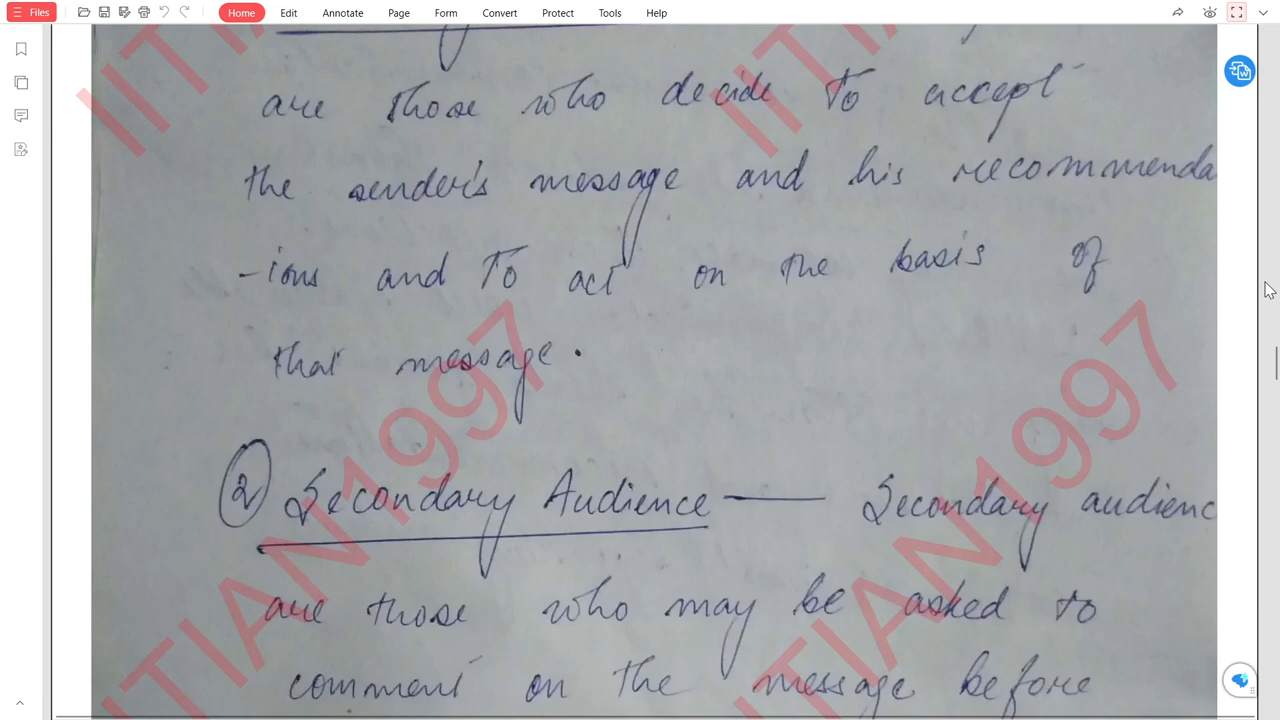 Files
Home Edit Annotate Page Form Convert Protect Tools Help
are those who decide to accept
the sender's message and his recommenda
-ions and to act on the basis of
that message.
② Secondary Audience — Secondary audienc
are those who may be asked to
comment on the message before
IITIAN1997
IITIAN1997